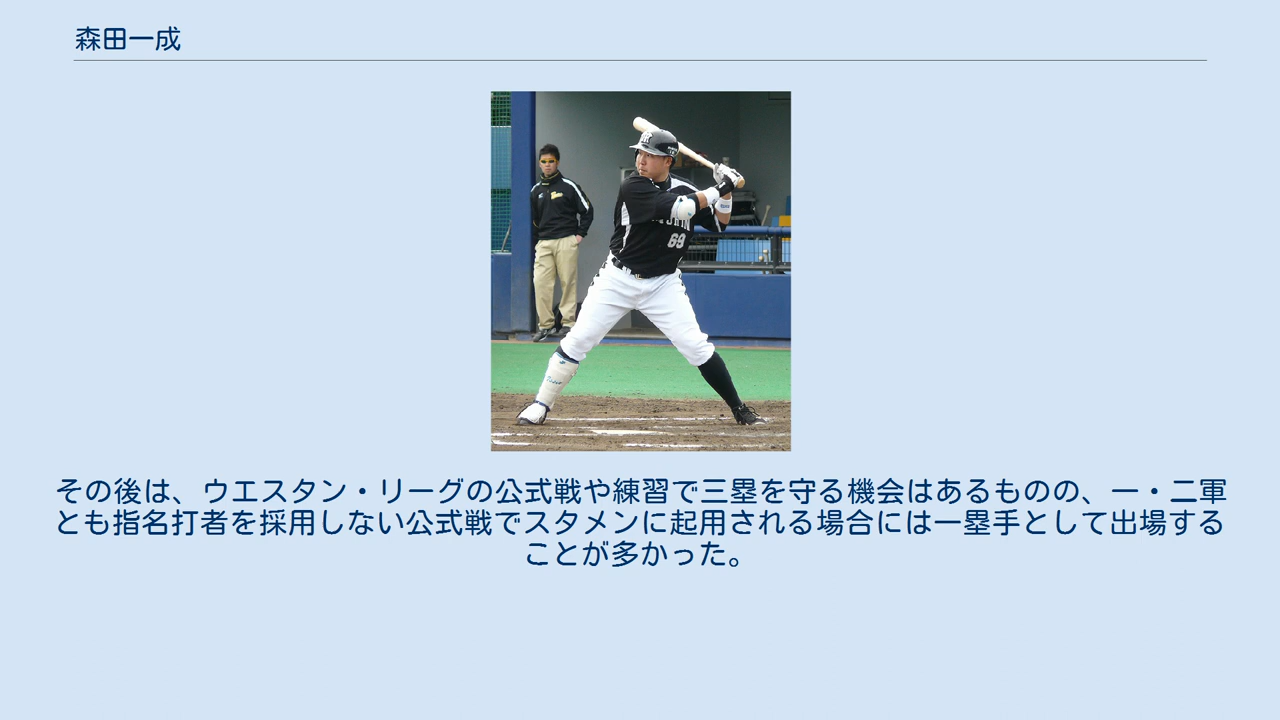 森田一成
69
その後は、ウエスタン・リーグの公式戦や練習で三塁を守る機会はあるものの、一・二軍
とも指名打者を採用しない公式戦でスタメンに起用される場合には一塁手として出場する
ことが多かった。